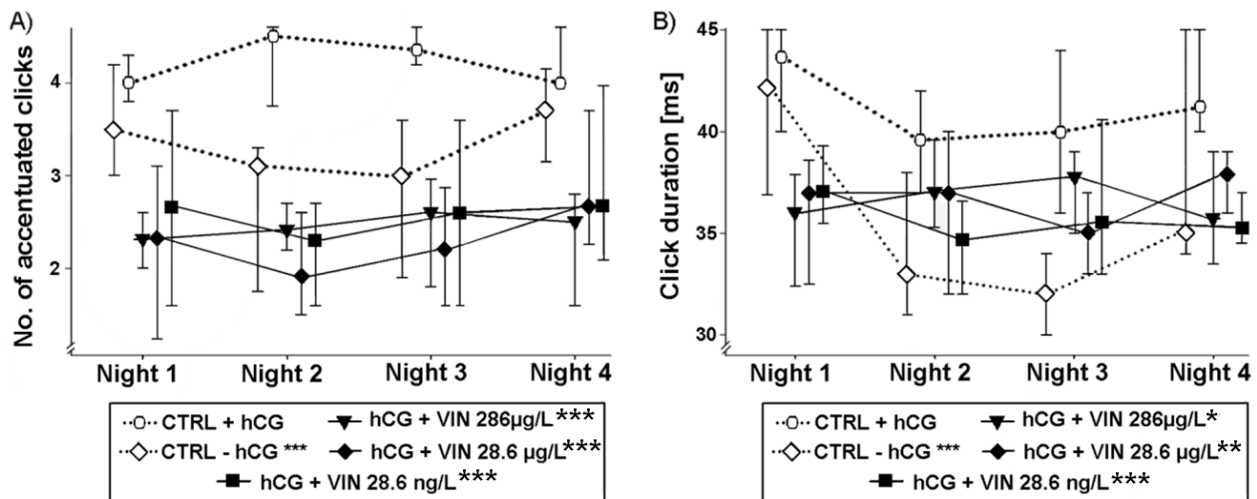 A)
No. of accentuated clicks
4
3
2
Night 1 Night 2 Night 3 Night 4
CTRL + hCG
hCG + VIN 286µg/L***
CTRL - hCG ***
hCG + VIN 28.6 µg/L***
hCG + VIN 28.6 ng/L***
B)
Click duration [ms]
45
40
35
30
Night 1 Night 2 Night 3 Night 4
CTRL + hCG
hCG + VIN 286µg/L*
CTRL - hCG ***
hCG + VIN 28.6 µg/L**
hCG + VIN 28.6 ng/L***